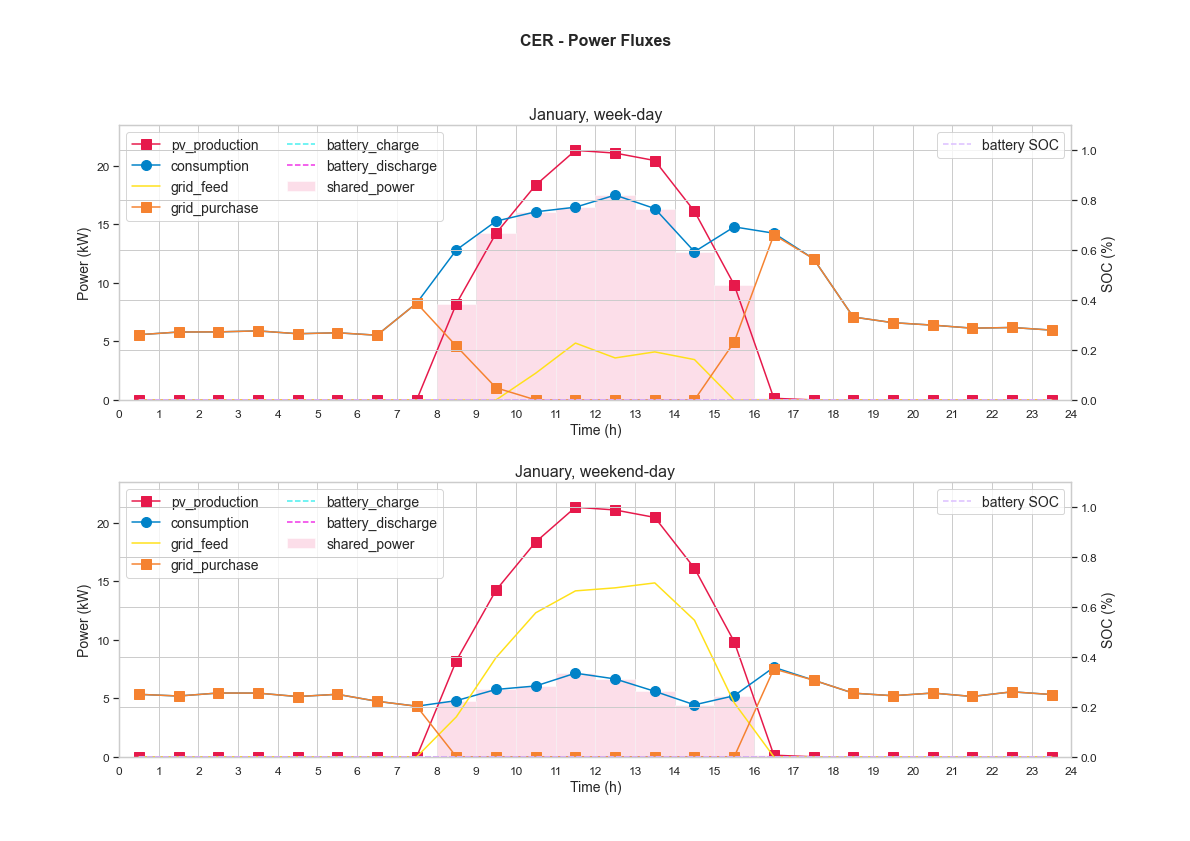 CER - Power Fluxes
January, week-day
pv_production
consumption
grid_feed
grid_purchase
battery_charge
battery_discharge
shared_power
battery SOC
Power (kW)
20
15
10
5
0
SOC (%)
1.0
0.8
0.6
0.4
0.2
0.0
0 1 2 3 4 5 6 7 8 9 10 11 12 13 14 15 16 17 18 19 20 21 22 23 24
Time (h)
January, weekend-day
pv_production
consumption
grid_feed
grid_purchase
battery_charge
battery_discharge
shared_power
battery SOC
Power (kW)
20
15
10
5
0
SOC (%)
1.0
0.8
0.6
0.4
0.2
0.0
0 1 2 3 4 5 6 7 8 9 10 11 12 13 14 15 16 17 18 19 20 21 22 23 24
Time (h)